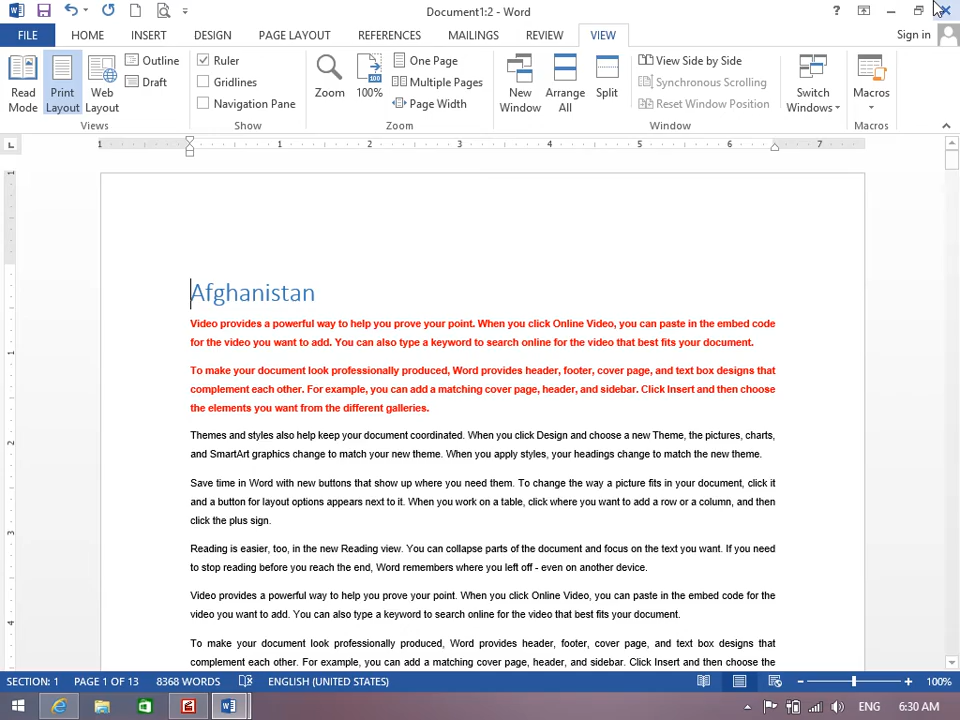 Document1:2 - Word
FILE HOME INSERT DESIGN PAGE LAYOUT REFERENCES MAILINGS REVIEW VIEW Sign in
Read Mode
Print Layout
Web Layout
Outline
Draft
Views
Ruler
Gridlines
Navigation Pane
Show
Zoom
100%
One Page
Multiple Pages
Page Width
Zoom
New Window
Arrange All
Split
View Side by Side
Synchronous Scrolling
Reset Window Position
Switch Windows
Window
Macros
Macros
1 1 2 3 4 5 6 7
Afghanistan
Video provides a powerful way to help you prove your point. When you click Online Video, you can paste in the embed code
for the video you want to add. You can also type a keyword to search online for the video that best fits your document.
To make your document look professionally produced, Word provides header, footer, cover page, and text box designs that
complement each other. For example, you can add a matching cover page, header, and sidebar. Click Insert and then choose
the elements you want from the different galleries.
Themes and styles also help keep your document coordinated. When you click Design and choose a new Theme, the pictures, charts,
and SmartArt graphics change to match your new theme. When you apply styles, your headings change to match the new theme.
Save time in Word with new buttons that show up where you need them. To change the way a picture fits in your document, click it
and a button for layout options appears next to it. When you work on a table, click where you want to add a row or a column, and then
click the plus sign.
Reading is easier, too, in the new Reading view. You can collapse parts of the document and focus on the text you want. If you need
to stop reading before you reach the end, Word remembers where you left off - even on another device.
Video provides a powerful way to help you prove your point. When you click Online Video, you can paste in the embed code for the
video you want to add. You can also type a keyword to search online for the video that best fits your document.
To make your document look professionally produced, Word provides header, footer, cover page, and text box designs that
complement each other. For example, you can add a matching cover page, header, and sidebar. Click Insert and then choose the
SECTION: 1 PAGE 1 OF 13 8368 WORDS ENGLISH (UNITED STATES) 100%
ENG 6:30 AM